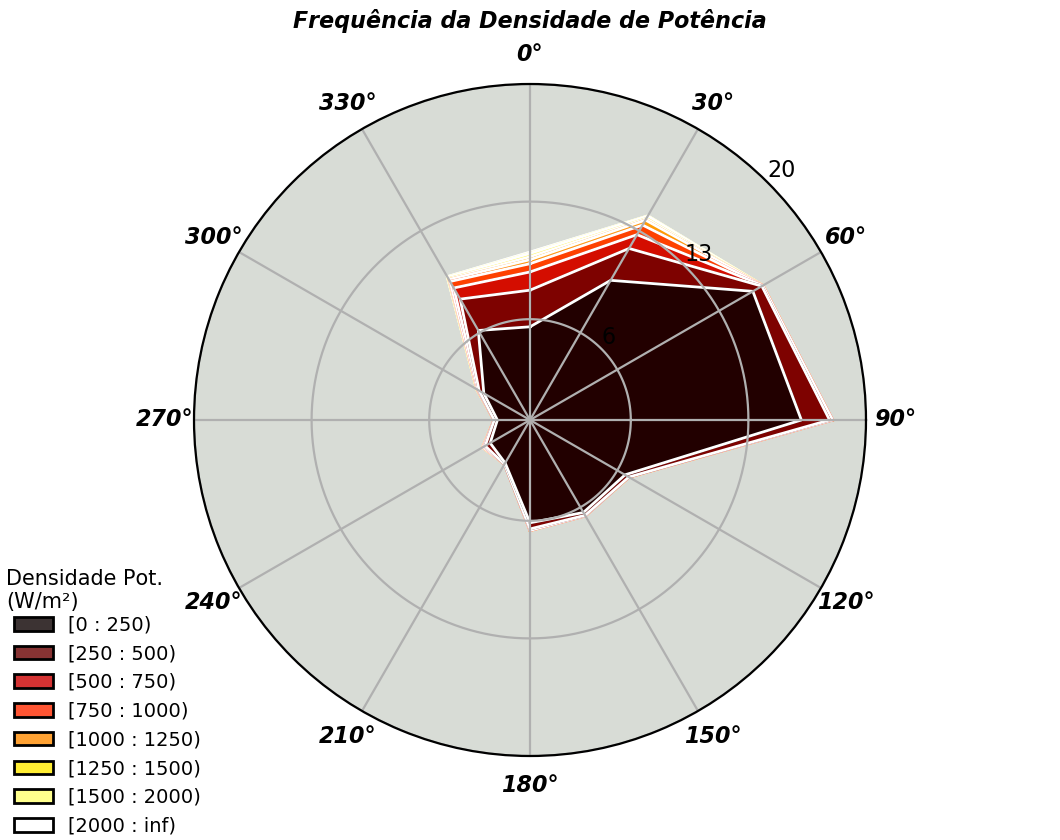 Frequência da Densidade de Potência
0°
330°
30°
20
300°
60°
13
6
270°
90°
240°
120°
210°
150°
180°
Densidade Pot.
(W/m²)
[0 : 250)
[250 : 500)
[500 : 750)
[750 : 1000)
[1000 : 1250)
[1250 : 1500)
[1500 : 2000)
[2000 : inf)